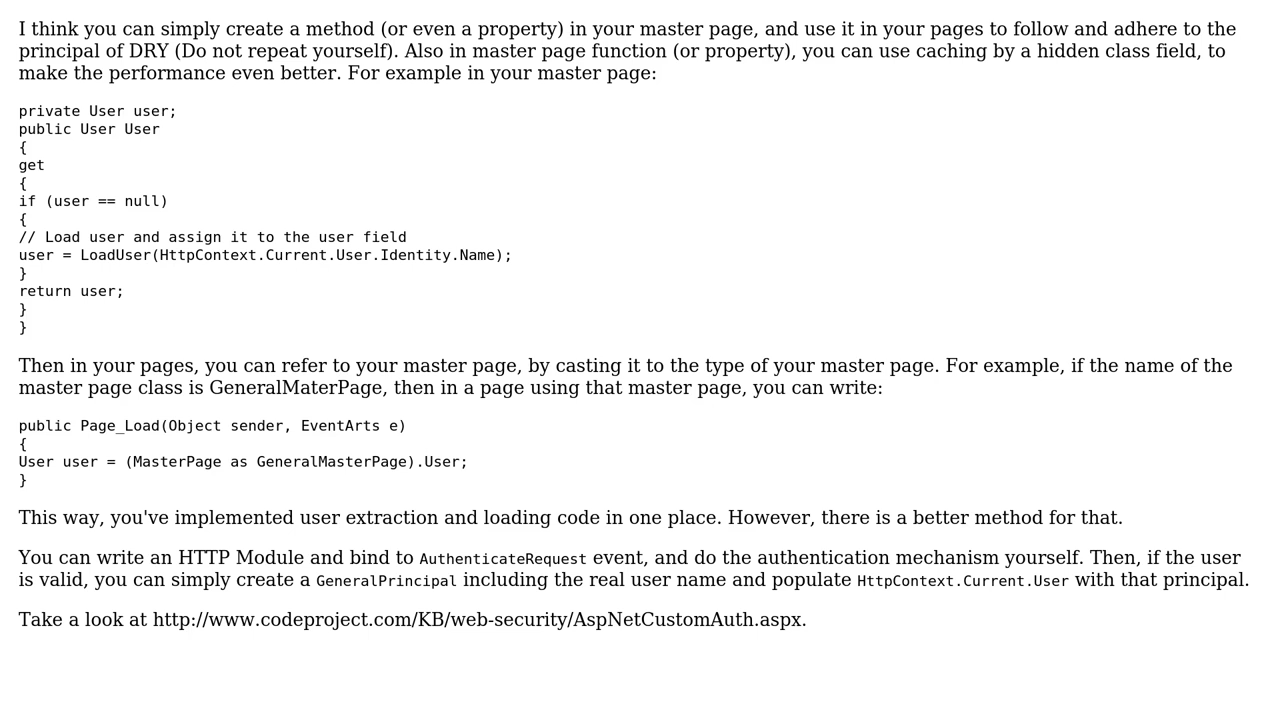 I think you can simply create a method (or even a property) in your master page, and use it in your pages to follow and adhere to the
principal of DRY (Do not repeat yourself). Also in master page function (or property), you can use caching by a hidden class field, to
make the performance even better. For example in your master page:
private User user;
public User User
{
get
{
if (user == null)
{
// Load user and assign it to the user field
user = LoadUser(HttpContext.Current.User.Identity.Name);
}
return user;
}
}
Then in your pages, you can refer to your master page, by casting it to the type of your master page. For example, if the name of the
master page class is GeneralMaterPage, then in a page using that master page, you can write:
public Page_Load(Object sender, EventArts e)
{
User user = (MasterPage as GeneralMasterPage).User;
}
This way, you've implemented user extraction and loading code in one place. However, there is a better method for that.
You can write an HTTP Module and bind to AuthenticateRequest event, and do the authentication mechanism yourself. Then, if the user
is valid, you can simply create a GeneralPrincipal including the real user name and populate HttpContext.Current.User with that principal.
Take a look at http://www.codeproject.com/KB/web-security/AspNetCustomAuth.aspx.